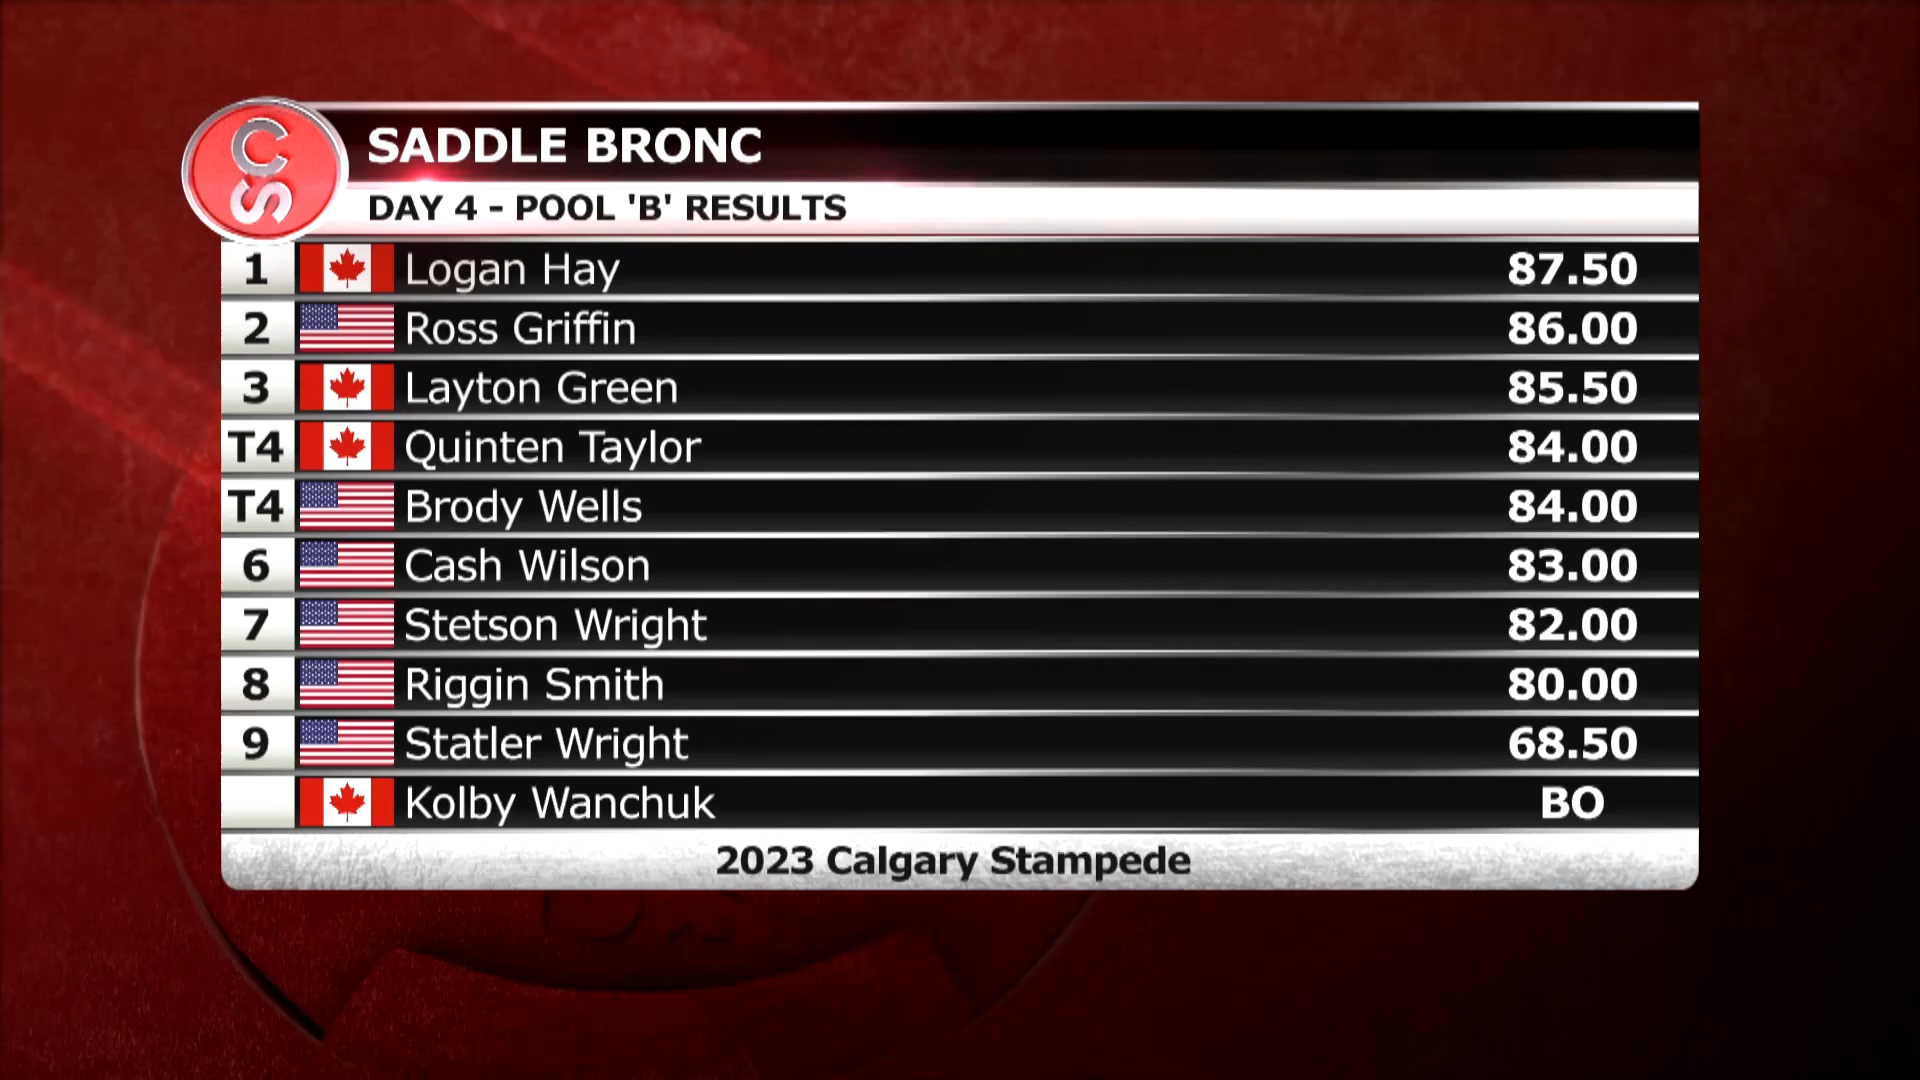 CS
SADDLE BRONC
DAY 4 - POOL 'B' RESULTS
1 Logan Hay 87.50
2 Ross Griffin 86.00
3 Layton Green 85.50
T4 Quinten Taylor 84.00
T4 Brody Wells 84.00
6 Cash Wilson 83.00
7 Stetson Wright 82.00
8 Riggin Smith 80.00
9 Statler Wright 68.50
Kolby Wanchuk BO
2023 Calgary Stampede